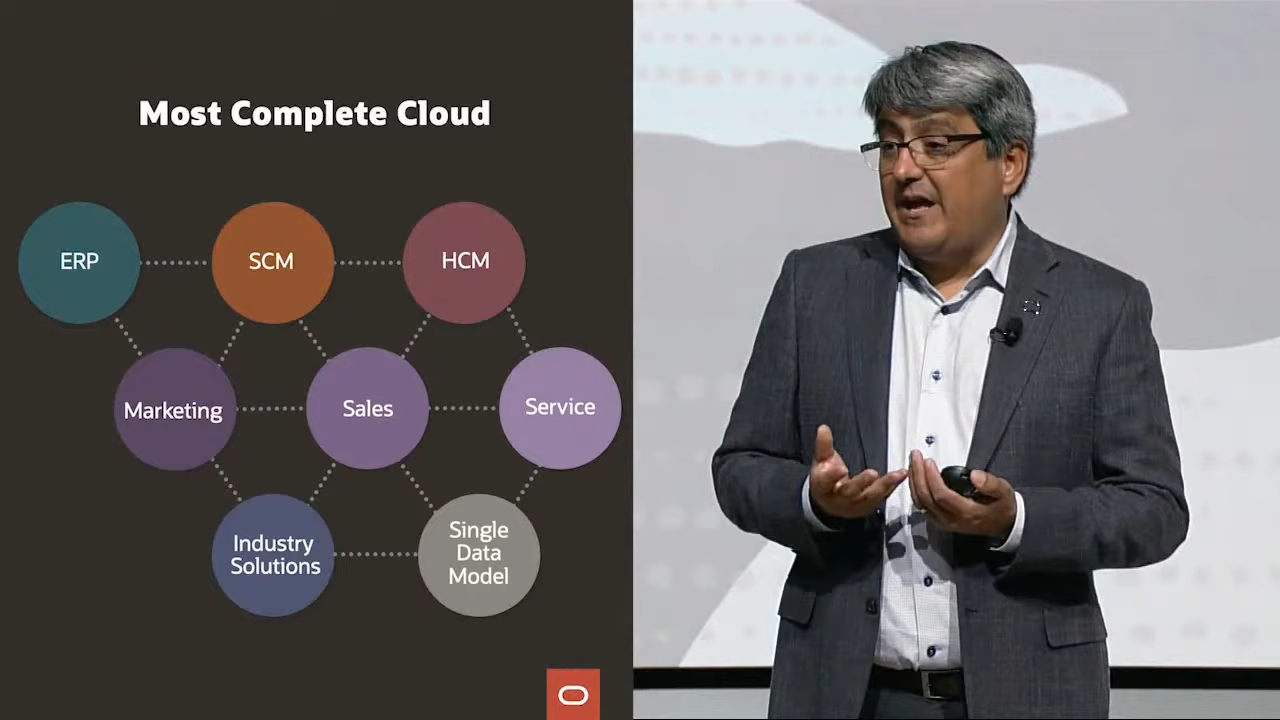 Most Complete Cloud
ERP
SCM
HCM
Marketing
Sales
Service
Industry
Solutions
Single
Data
Model